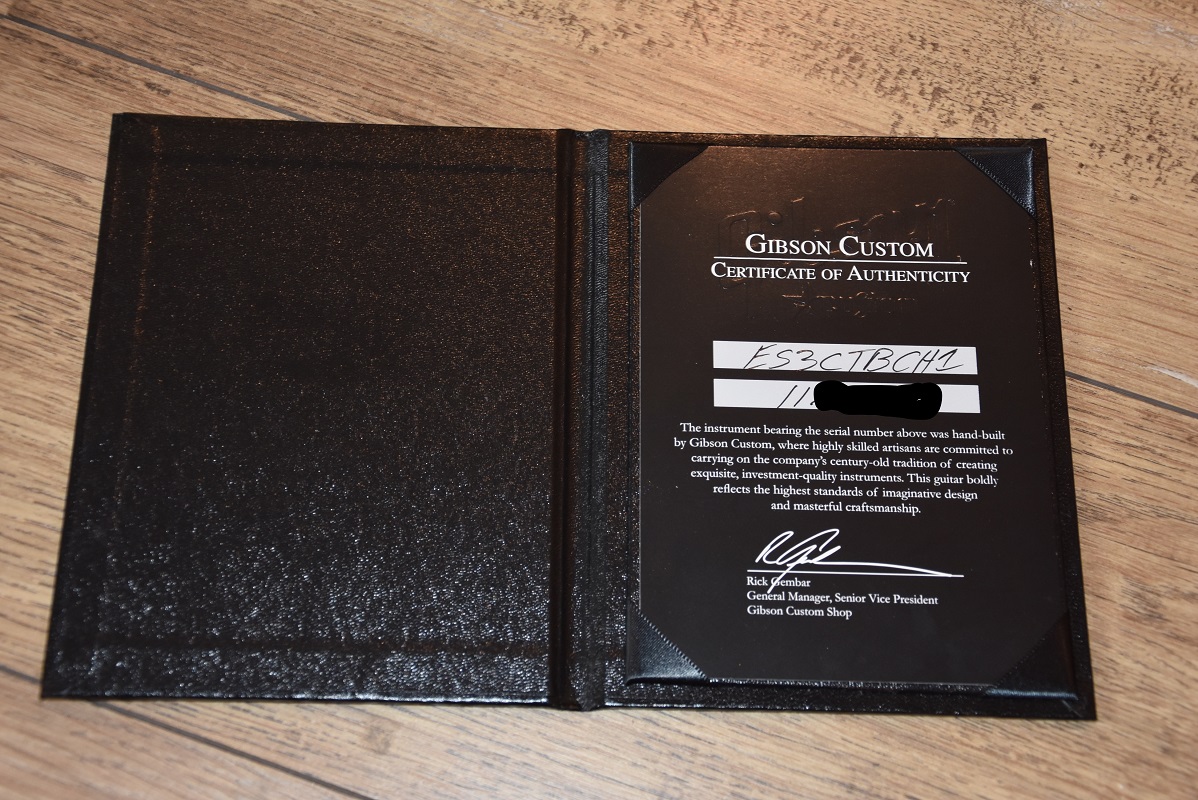 Gibson Custom
Certificate of Authenticity
ES3CTBCH1
11
The instrument bearing the serial number above was hand-built
by Gibson Custom, where highly skilled artisans are committed to
carrying on the company's century-old tradition of creating
exquisite, investment-quality instruments. This guitar boldly
reflects the highest standards of imaginative design
and masterful craftsmanship.
Rick Gembar
General Manager, Senior Vice President
Gibson Custom Shop